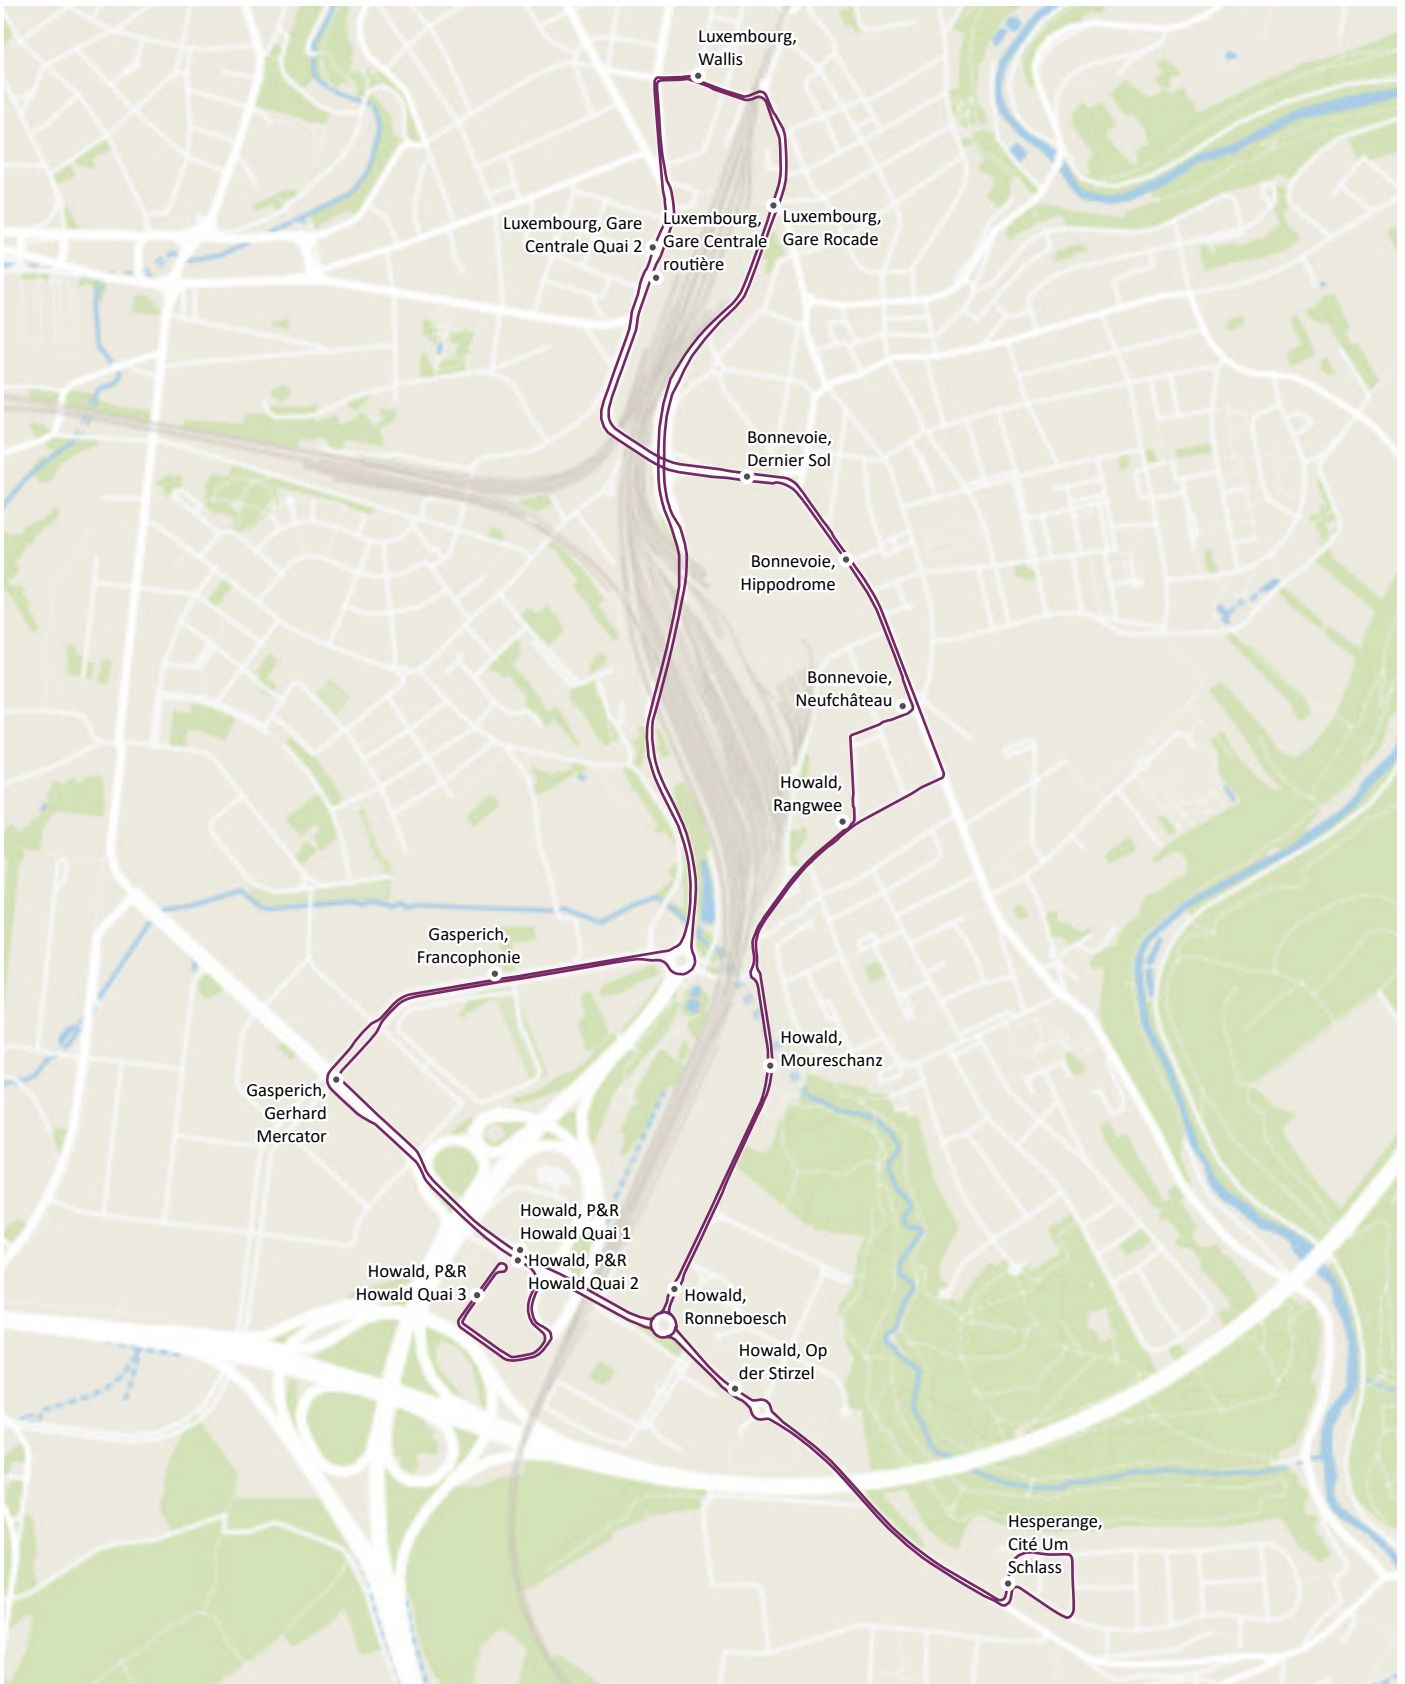 Luxembourg,
Wallis
Luxembourg, Gare
Centrale Quai 2
Luxembourg,
Gare Centrale
routière
Luxembourg,
Gare Rocade
Bonnevoie,
Dernier Sol
Bonnevoie,
Hippodrome
Bonnevoie,
Neufchâteau
Howald,
Rangwee
Gasperich,
Francophonie
Howald,
Moureschanz
Gasperich,
Gerhard
Mercator
Howald, P&R
Howald Quai 1
Howald, P&R
Howald Quai 2
Howald, P&R
Howald Quai 3
Howald,
Ronneboesch
Howald, Op
der Stirzel
Hesperange,
Cité Um
Schlass